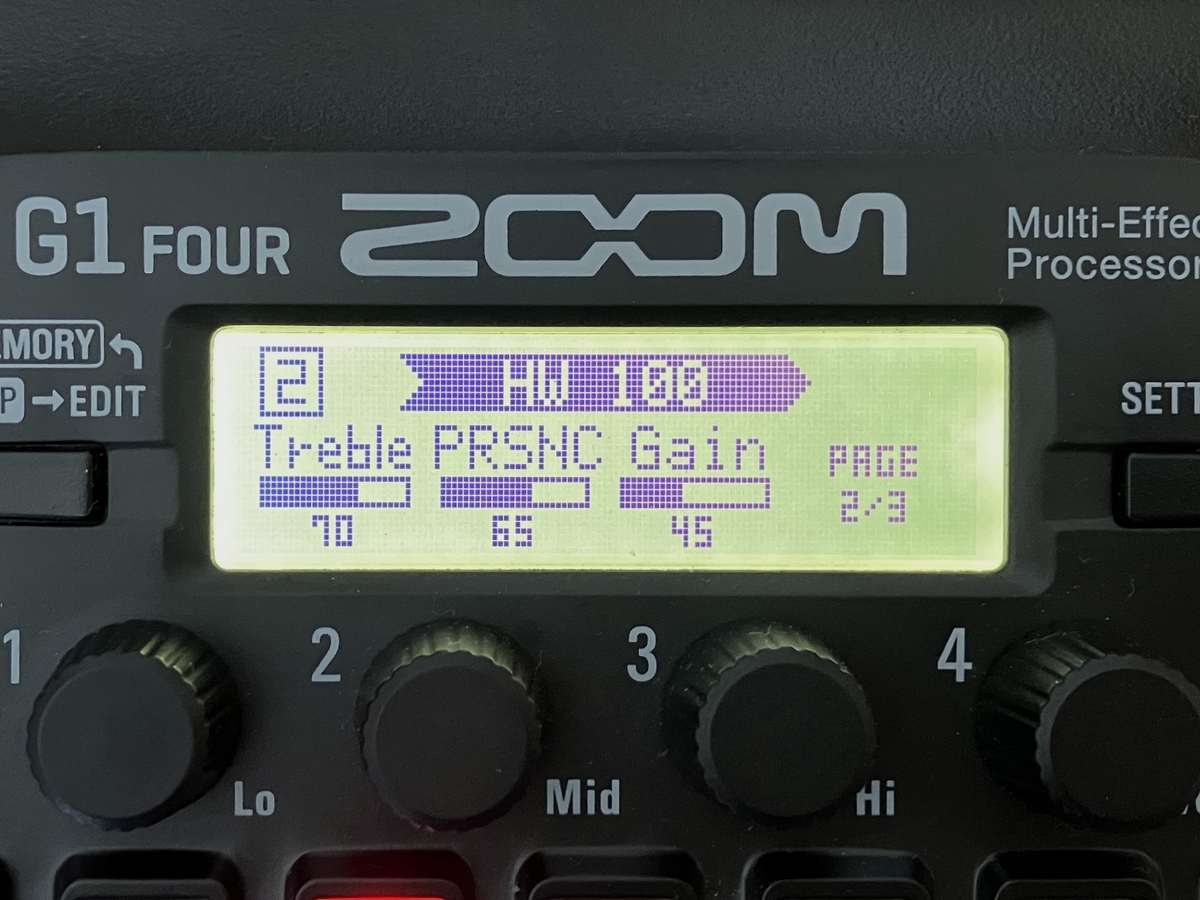 G1 FOUR ZOOM
Multi-Effec
Processor
EMORY
P →EDIT
SETT
2 HW 100
Treble PRSNC Gain
70 65 45
PAGE
2/3
1 2 3 4
Lo Mid Hi